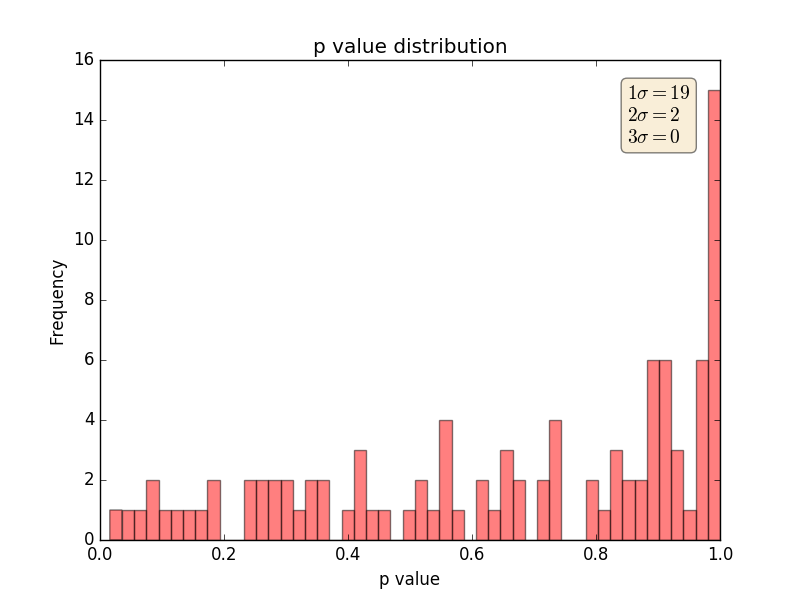 p value distribution
1σ = 19
2σ = 2
3σ = 0
16
14
12
10
8
6
4
2
0
Frequency
0.0 0.2 0.4 0.6 0.8 1.0
p value